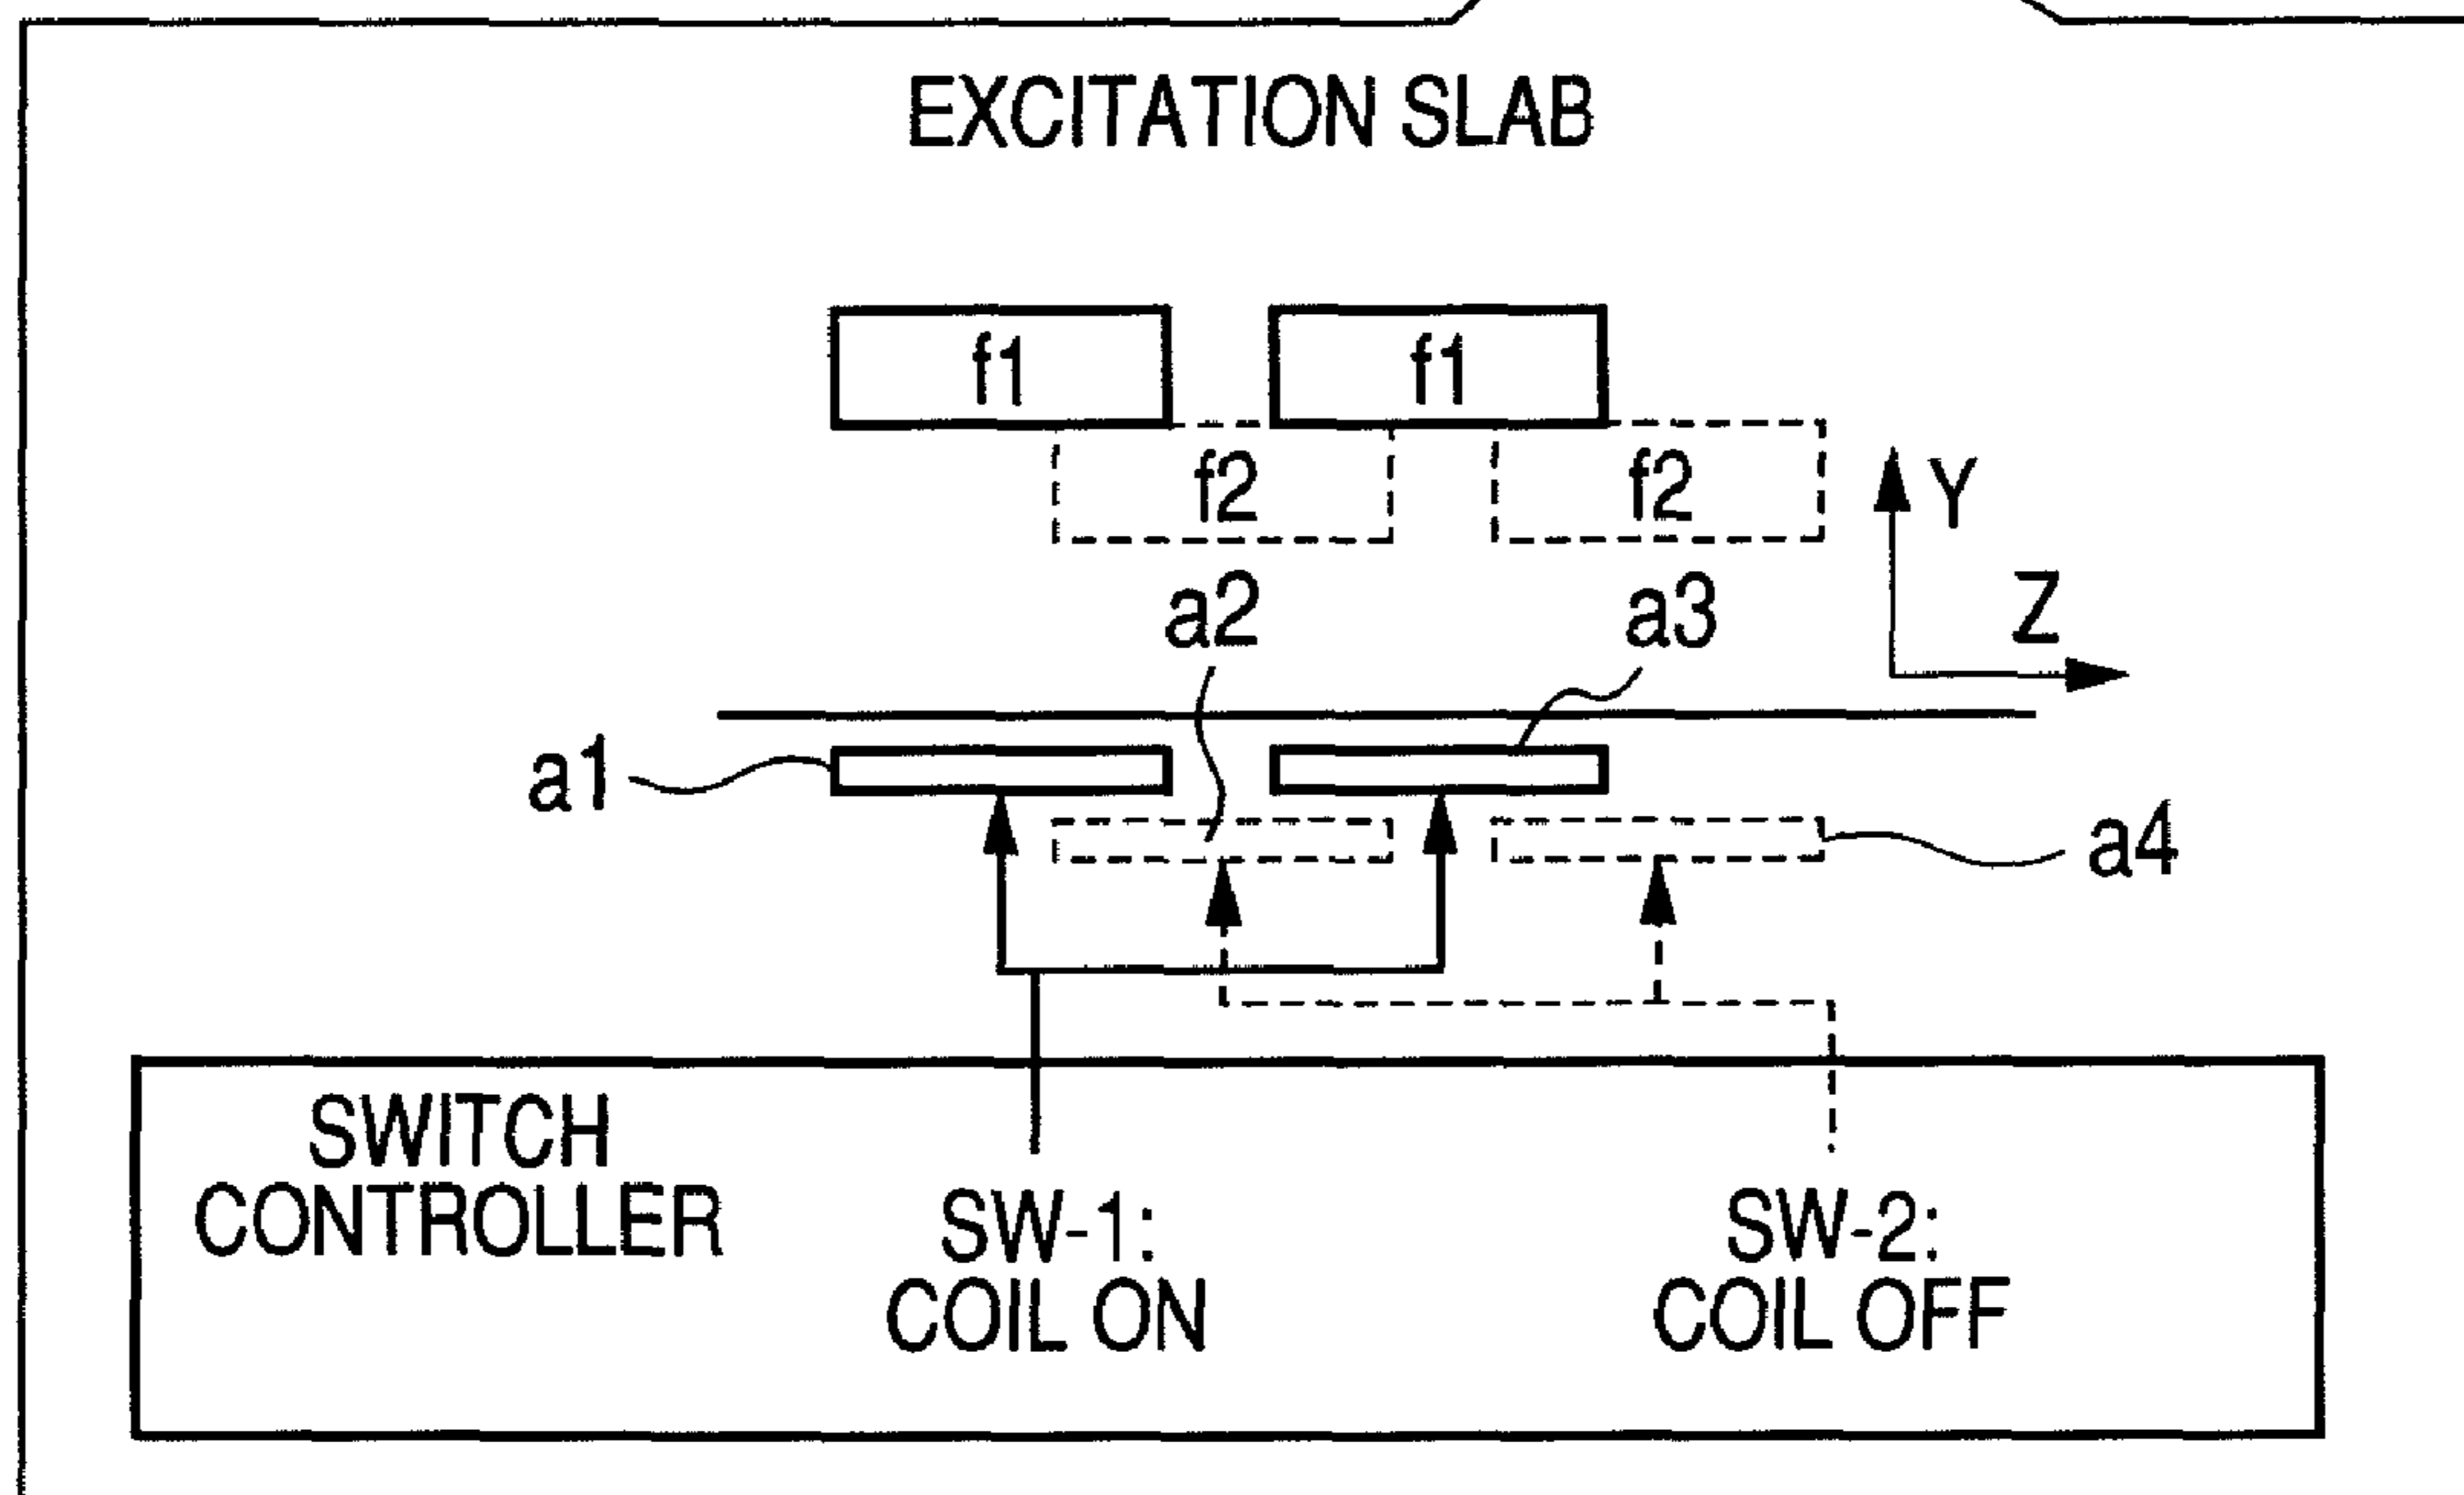 EXCITATION SLAB
f1 f1
f2 f2
Y
a2 a3 Z
a1
a4
SWITCH
CONTROLLER
SW-1:
COIL ON
SW-2:
COIL OFF